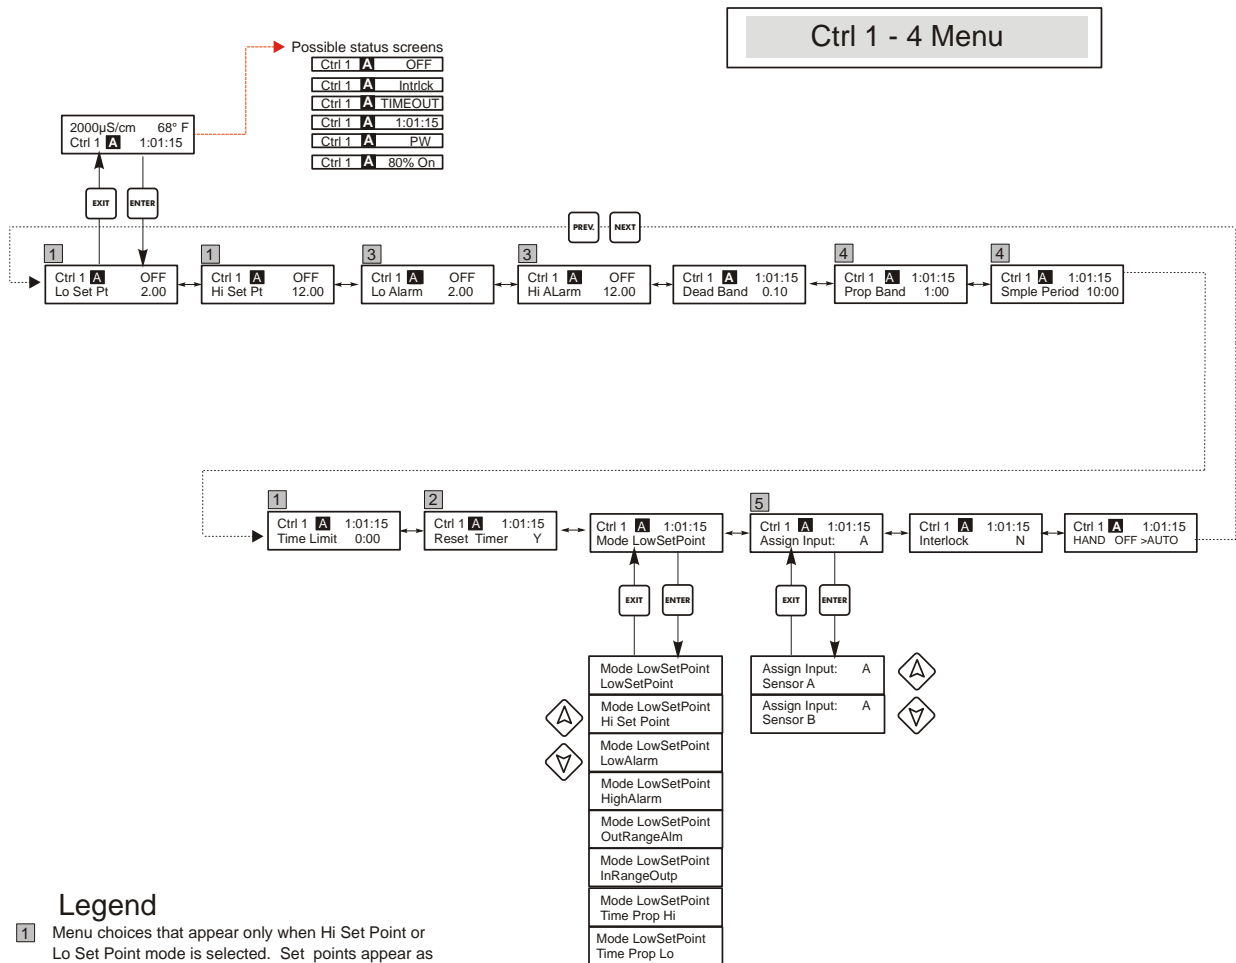 Ctrl 1 - 4 Menu
Possible status screens
Ctrl 1 A OFF
Ctrl 1 A Intrlck
Ctrl 1 A TIMEOUT
Ctrl 1 A 1:01:15
Ctrl 1 A PW
Ctrl 1 A 80% On
2000µS/cm 68° F
Ctrl 1 A 1:01:15
EXIT ENTER
PREV. NEXT
1
Ctrl 1 A OFF
Lo Set Pt 2.00
1
Ctrl 1 A OFF
Hi Set Pt 12.00
3
Ctrl 1 A OFF
Lo Alarm 2.00
3
Ctrl 1 A OFF
Hi ALarm 12.00
Ctrl 1 A 1:01:15
Dead Band 0.10
4
Ctrl 1 A 1:01:15
Prop Band 1:00
4
Ctrl 1 A 1:01:15
Smple Period 10:00
1
Ctrl 1 A 1:01:15
Time Limit 0:00
2
Ctrl 1 A 1:01:15
Reset Timer Y
Ctrl 1 A 1:01:15
Mode LowSetPoint
5
Ctrl 1 A 1:01:15
Assign Input: A
Ctrl 1 A 1:01:15
Interlock N
Ctrl 1 A 1:01:15
HAND OFF >AUTO
EXIT ENTER
EXIT ENTER
Mode LowSetPoint
LowSetPoint
Mode LowSetPoint
Hi Set Point
Mode LowSetPoint
LowAlarm
Mode LowSetPoint
HighAlarm
Mode LowSetPoint
OutRangeAlm
Mode LowSetPoint
InRangeOutp
Mode LowSetPoint
Time Prop Hi
Mode LowSetPoint
Time Prop Lo
Assign Input: A
Sensor A
Assign Input: A
Sensor B
Legend
1 Menu choices that appear only when Hi Set Point or
Lo Set Point mode is selected. Set points appear as